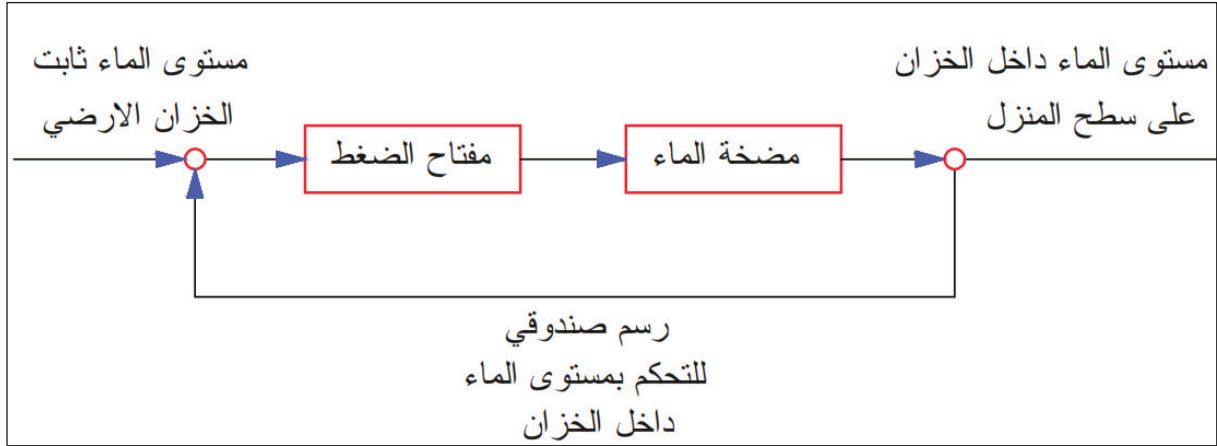 مستوى الماء ثابت
الخزان الارضي
مفتاح الضغط
مضخة الماء
مستوى الماء داخل الخزان
على سطح المنزل
رسم صندوقي
للتحكم بمستوى الماء
داخل الخزان